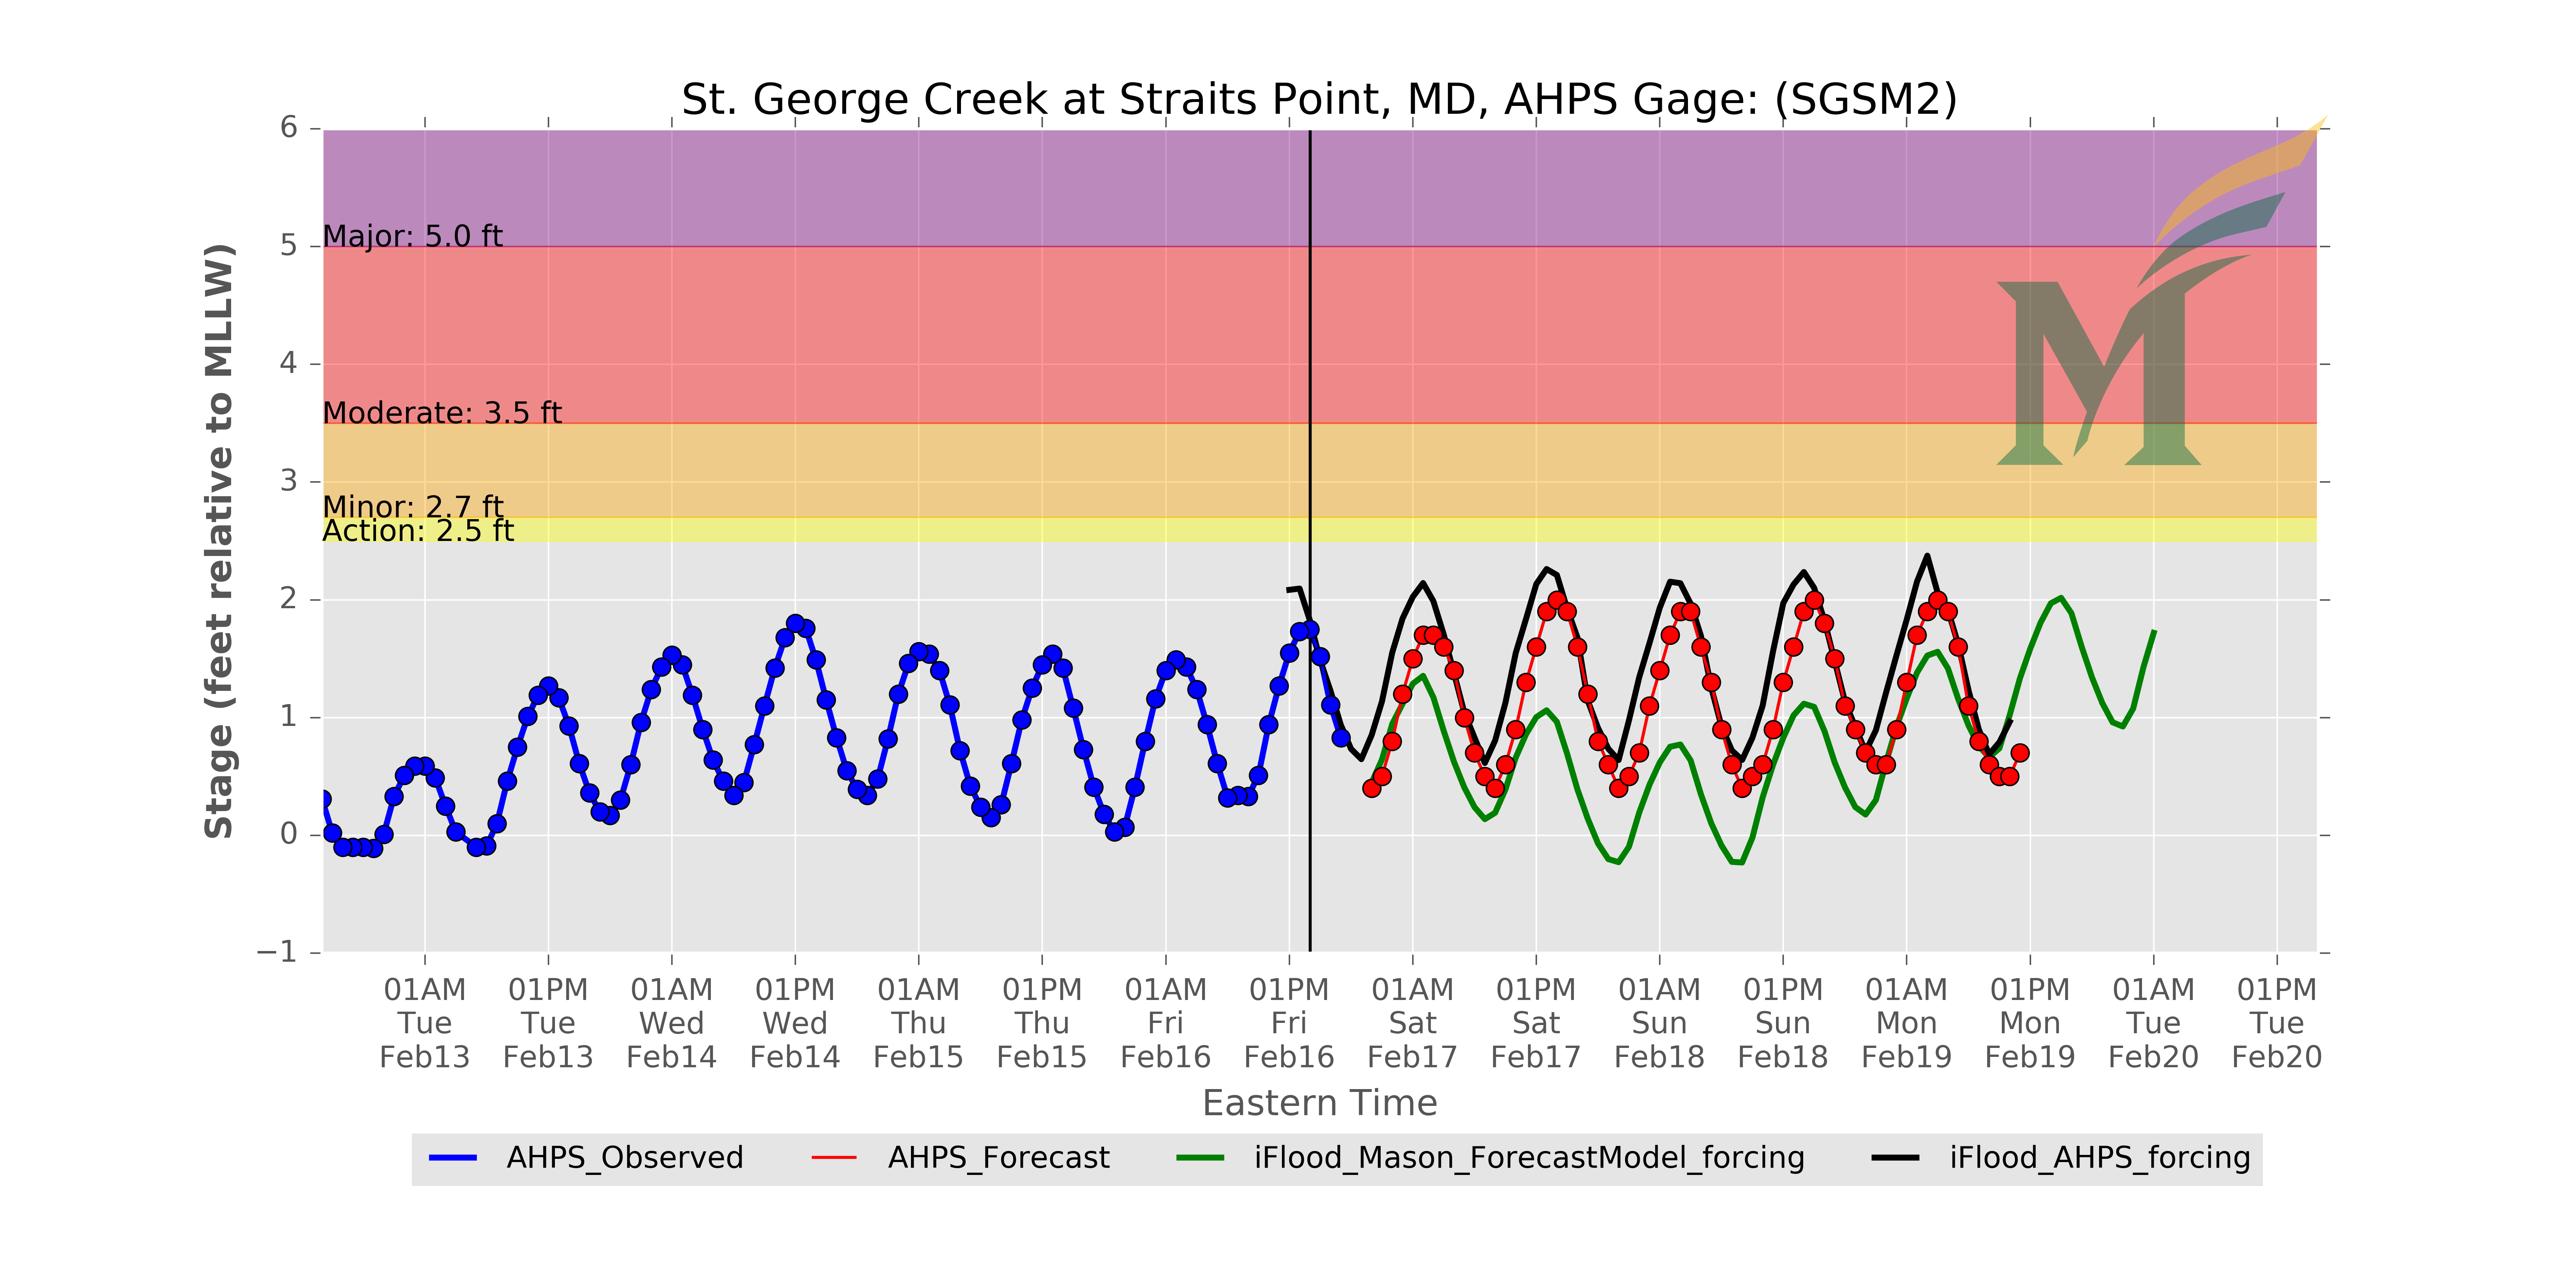 St. George Creek at Straits Point, MD, AHPS Gage: (SGSM2)
Stage (feet relative to MLLW)
6
5
4
3
2
1
0
−1
Major: 5.0 ft
Moderate: 3.5 ft
Minor: 2.7 ft
Action: 2.5 ft
M
01AM 01PM 01AM 01PM 01AM 01PM 01AM 01PM 01AM 01PM 01AM 01PM 01AM 01PM 01AM 01PM
Tue Tue Wed Wed Thu Thu Fri Fri Sat Sat Sun Sun Mon Mon Tue Tue
Feb13 Feb13 Feb14 Feb14 Feb15 Feb15 Feb16 Feb16 Feb17 Feb17 Feb18 Feb18 Feb19 Feb19 Feb20 Feb20
Eastern Time
AHPS_Observed AHPS_Forecast iFlood_Mason_ForecastModel_forcing iFlood_AHPS_forcing